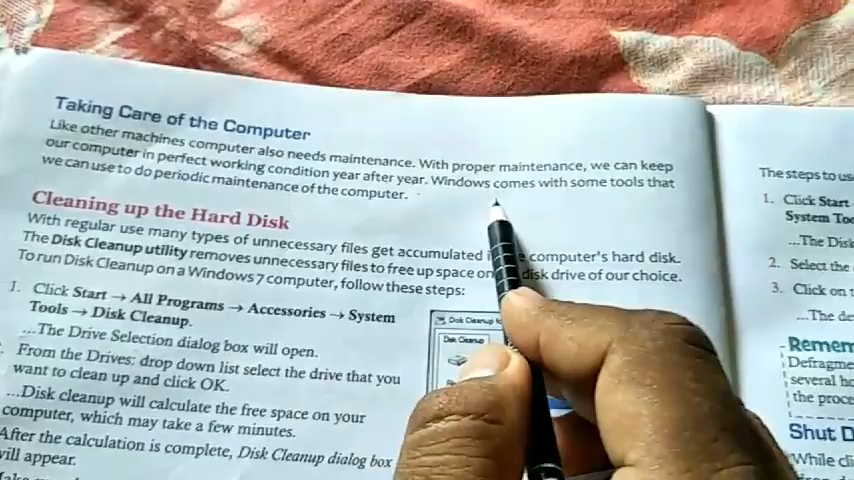 Taking Care of the Computer
Like other machines computer also needs maintenance. With proper maintenance, we can keep
our computer in perfect working condition year after year. Windows comes with some tools that
we can use to do periodic maintenance of the computer.
Cleaning up the Hard Disk
With regular use many types of unnecessary files get accumulated computer's hard disk.
The Disk Cleanup utility removes unnecessary files to free up space on disk drive of our choice.
To run Disk Cleanup on a Windows 7 computer, follow these steps:
1. Click Start → All Programs → Accessories → System
Tools → Disk Cleanup.
...The Drive Selection dialog box will open.
From the Drives: drop down list select the drive that you
want to clean up and click OK.
...Disk cleanup will calculate the free space on your
computer, which may take a few minutes.
After the calculation is complete, Disk Cleanup dialog box
will appear.
Disk Cleanup
Disk Cleanup
The steps to us
1. Click Start
System Too
...The Disk
2. Select the
3. Click on t
...The de
Remem
Defragme
several ho
the proce
Shut D
While cli